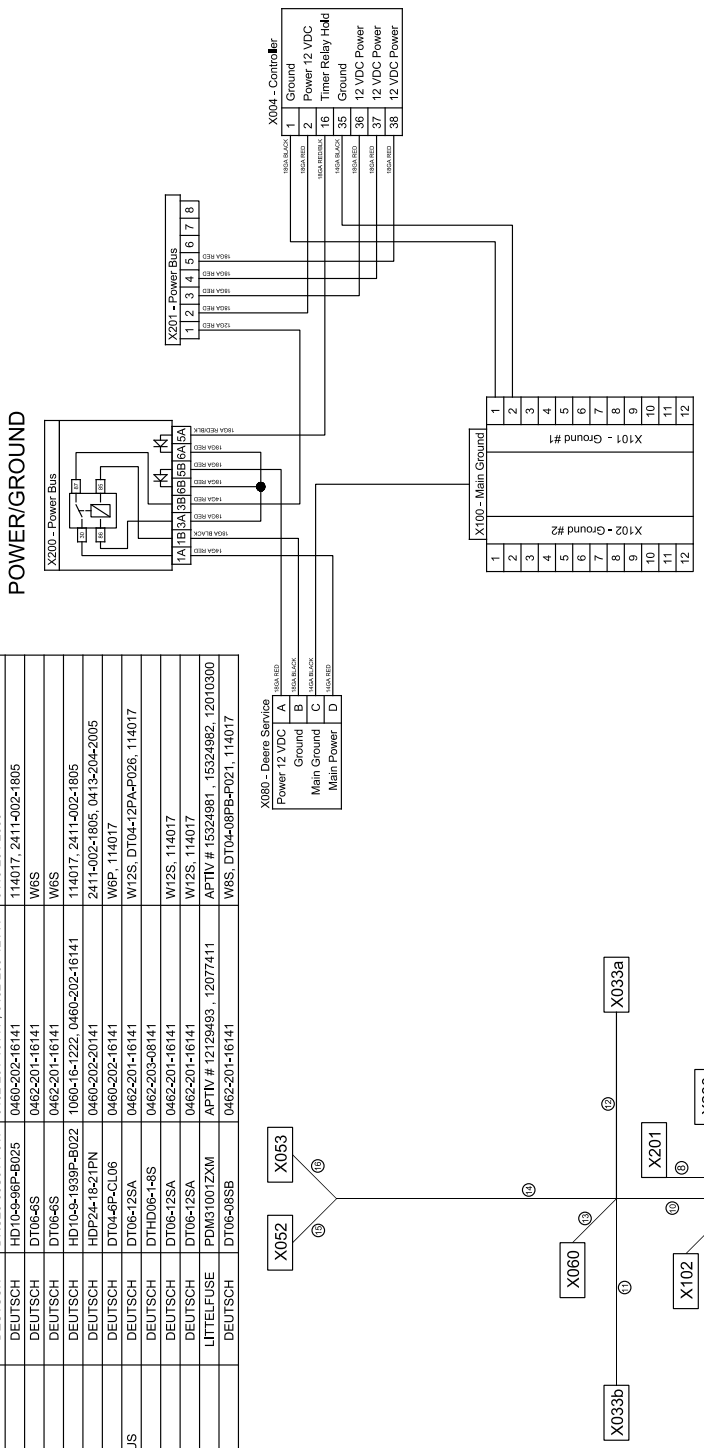 DEUTSCH HD10-9-96P-B025 0460-202-16141 114017, 2411-002-1805
DEUTSCH DT06-6S 0462-201-16141 W6S
DEUTSCH DT06-6S 0462-201-16141 W6S
DEUTSCH HD10-9-1939P-B022 1060-16-1222, 0460-202-16141 114017, 2411-002-1805
DEUTSCH HDP24-18-21PN 0460-202-20141 2411-002-1805, 0413-204-2005
DEUTSCH DT04-6P-CL06 0460-202-16141 W6P, 114017
US DEUTSCH DT06-12SA 0462-201-16141 W12S, DT04-12PA-P026, 114017
DEUTSCH DTHD06-1-8S 0462-203-08141
DEUTSCH DT06-12SA 0462-201-16141 W12S, 114017
DEUTSCH DT06-12SA 0462-201-16141 W12S, 114017
LITTELFUSE PDM31001ZXM APTIV # 12129493 , 12077411 APTIV # 15324981 , 15324982, 12010300
DEUTSCH DT06-08SB 0462-201-16141 W8S, DT04-08PB-P021, 114017
POWER/GROUND
X200 - Power Bus
30 87
86 85
1A 1B 3A 3B 6B 5B 6A 5A
14GA RED
18GA BLACK
18GA RED
14GA RED
18GA RED
18GA RED
18GA RED
18GA RED/BLK
X201 - Power Bus
1 2 3 4 5 6 7 8
12GA RED
18GA RED
18GA RED
18GA RED
18GA RED
X004 - Controller
18GA BLACK 1 Ground
18GA RED 2 Power 12 VDC
18GA RED/BLK 16 Timer Relay Hold
14GA BLACK 35 Ground
18GA RED 36 12 VDC Power
18GA RED 37 12 VDC Power
18GA RED 38 12 VDC Power
X080 - Deere Service
Power 12 VDC A 18GA RED
Ground B 18GA BLACK
Main Ground C 14GA BLACK
Main Power D 14GA RED
X100 - Main Ground
X102 - Ground #2
1
2
3
4
5
6
7
8
9
10
11
12
X101 - Ground #1
1
2
3
4
5
6
7
8
9
10
11
12
X052
X053
15
16
14
X060
13
X033b
11
12
X033a
X201
8
10
X102